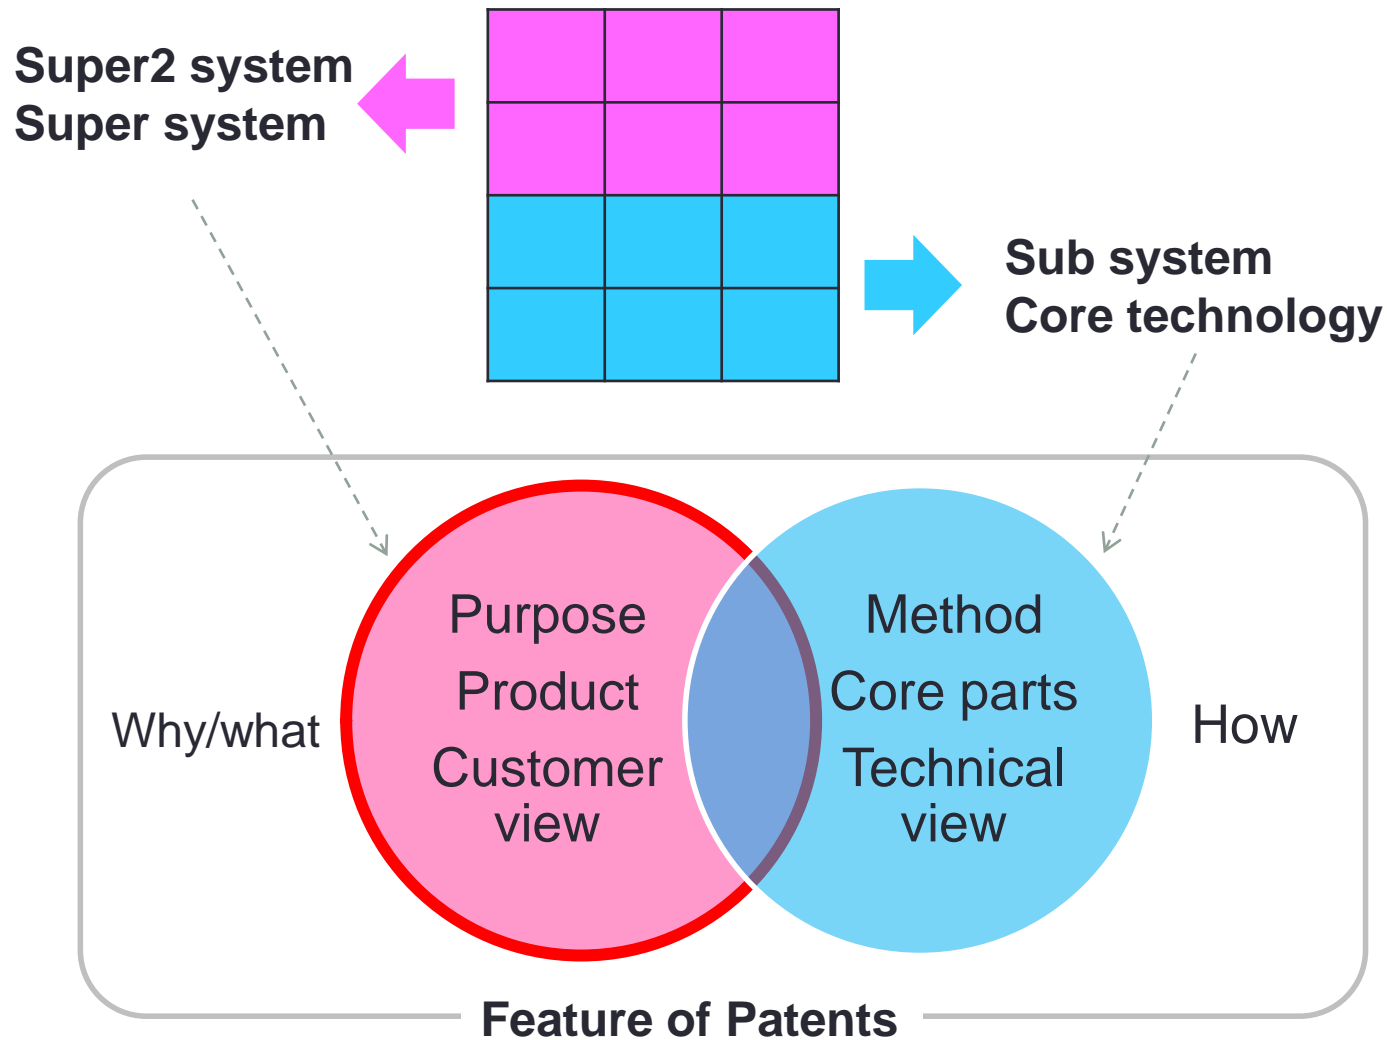 Super2 system
Super system
Sub system
Core technology
Why/what
Purpose
Product
Customer
view
Method
Core parts
Technical
view
How
Feature of Patents